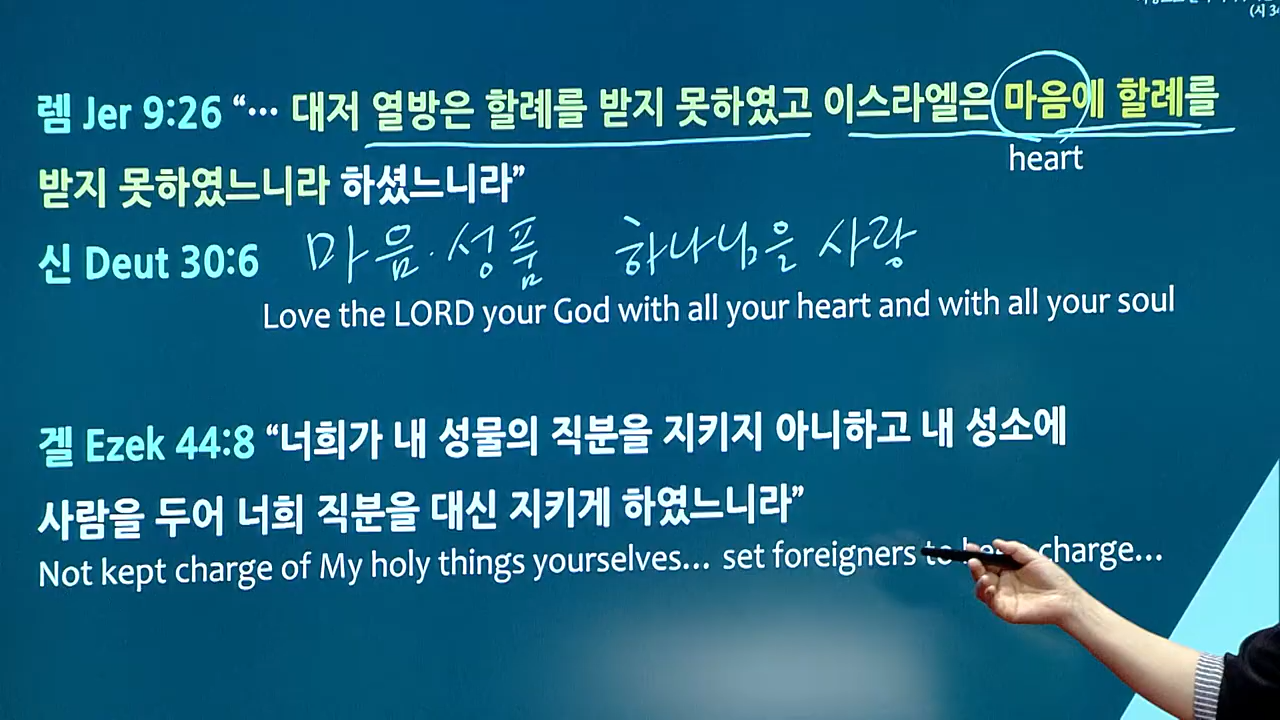 (시 34
렘 Jer 9:26 “… 대저 열방은 할례를 받지 못하였고 이스라엘은 마음에 할례를
heart
받지 못하였느니라 하셨느니라”
신 Deut 30:6 마음·성품 하나님을 사랑
Love the LORD your God with all your heart and with all your soul
겔 Ezek 44:8 “너희가 내 성물의 직분을 지키지 아니하고 내 성소에
사람을 두어 너희 직분을 대신 지키게 하였느니라”
Not kept charge of My holy things yourselves... set foreigners to charge...